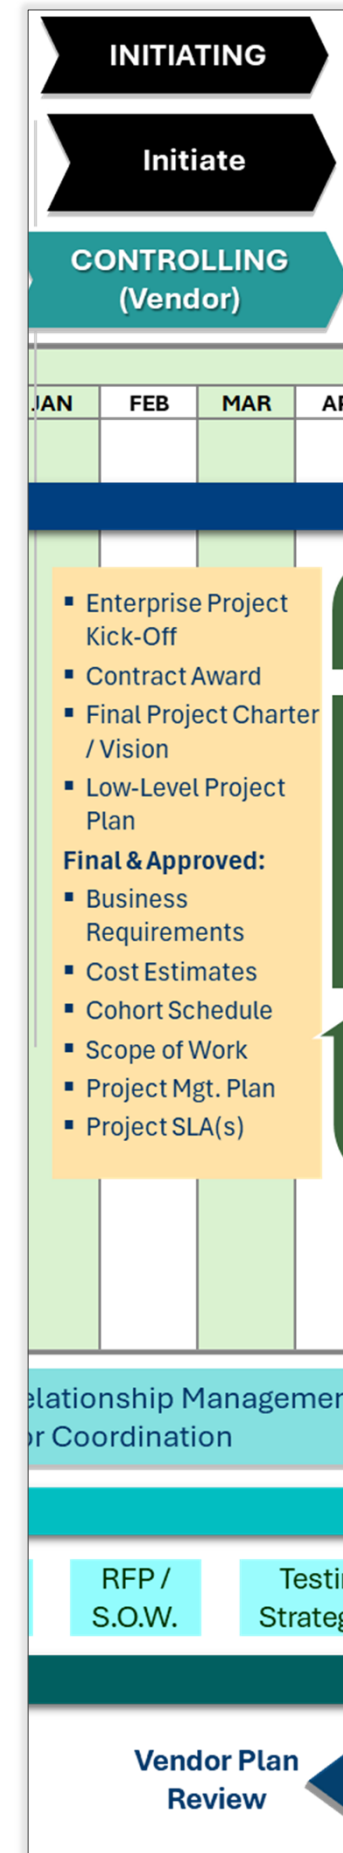 INITIATING
Initiate
CONTROLLING
(Vendor)
JAN FEB MAR
▪ Enterprise Project
Kick-Off
▪ Contract Award
▪ Final Project Charter
/ Vision
▪ Low-Level Project
Plan
Final & Approved:
▪ Business
Requirements
▪ Cost Estimates
▪ Cohort Schedule
▪ Scope of Work
▪ Project Mgt. Plan
▪ Project SLA(s)
Coordination
RFP /
S.O.W.
Vendor Plan
Review